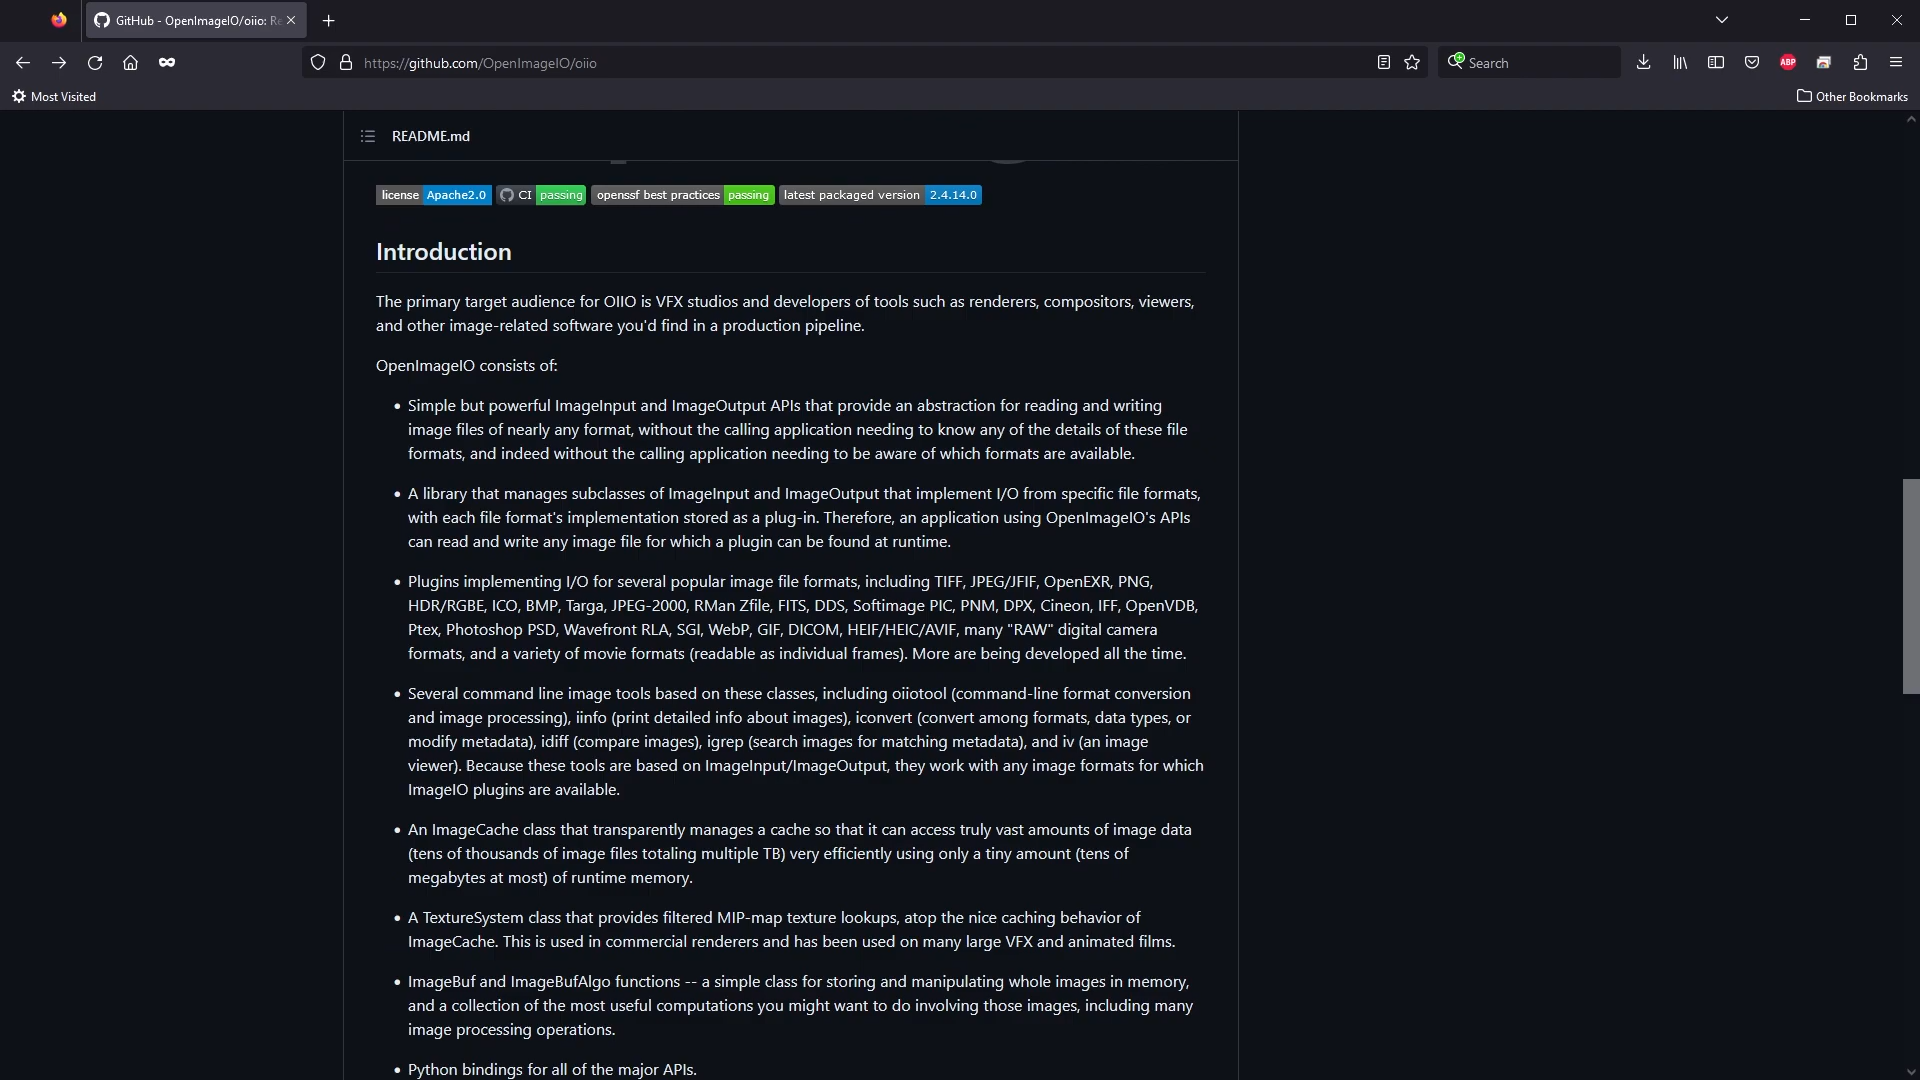 GitHub - OpenImageIO/oiio: Re
https://github.com/OpenImageIO/oiio
Search
ABP
Most Visited
Other Bookmarks
README.md
license Apache2.0 CI passing openssf best practices passing latest packaged version 2.4.14.0
Introduction
The primary target audience for OIIO is VFX studios and developers of tools such as renderers, compositors, viewers,
and other image-related software you'd find in a production pipeline.
OpenImageIO consists of:
• Simple but powerful ImageInput and ImageOutput APIs that provide an abstraction for reading and writing
image files of nearly any format, without the calling application needing to know any of the details of these file
formats, and indeed without the calling application needing to be aware of which formats are available.
• A library that manages subclasses of ImageInput and ImageOutput that implement I/O from specific file formats,
with each file format's implementation stored as a plug-in. Therefore, an application using OpenImageIO's APIs
can read and write any image file for which a plugin can be found at runtime.
• Plugins implementing I/O for several popular image file formats, including TIFF, JPEG/JFIF, OpenEXR, PNG,
HDR/RGBE, ICO, BMP, Targa, JPEG-2000, RMan Zfile, FITS, DDS, Softimage PIC, PNM, DPX, Cineon, IFF, OpenVDB,
Ptex, Photoshop PSD, Wavefront RLA, SGI, WebP, GIF, DICOM, HEIF/HEIC/AVIF, many "RAW" digital camera
formats, and a variety of movie formats (readable as individual frames). More are being developed all the time.
• Several command line image tools based on these classes, including oiiotool (command-line format conversion
and image processing), iinfo (print detailed info about images), iconvert (convert among formats, data types, or
modify metadata), idiff (compare images), igrep (search images for matching metadata), and iv (an image
viewer). Because these tools are based on ImageInput/ImageOutput, they work with any image formats for which
ImageIO plugins are available.
• An ImageCache class that transparently manages a cache so that it can access truly vast amounts of image data
(tens of thousands of image files totaling multiple TB) very efficiently using only a tiny amount (tens of
megabytes at most) of runtime memory.
• A TextureSystem class that provides filtered MIP-map texture lookups, atop the nice caching behavior of
ImageCache. This is used in commercial renderers and has been used on many large VFX and animated films.
• ImageBuf and ImageBufAlgo functions -- a simple class for storing and manipulating whole images in memory,
and a collection of the most useful computations you might want to do involving those images, including many
image processing operations.
• Python bindings for all of the major APIs.